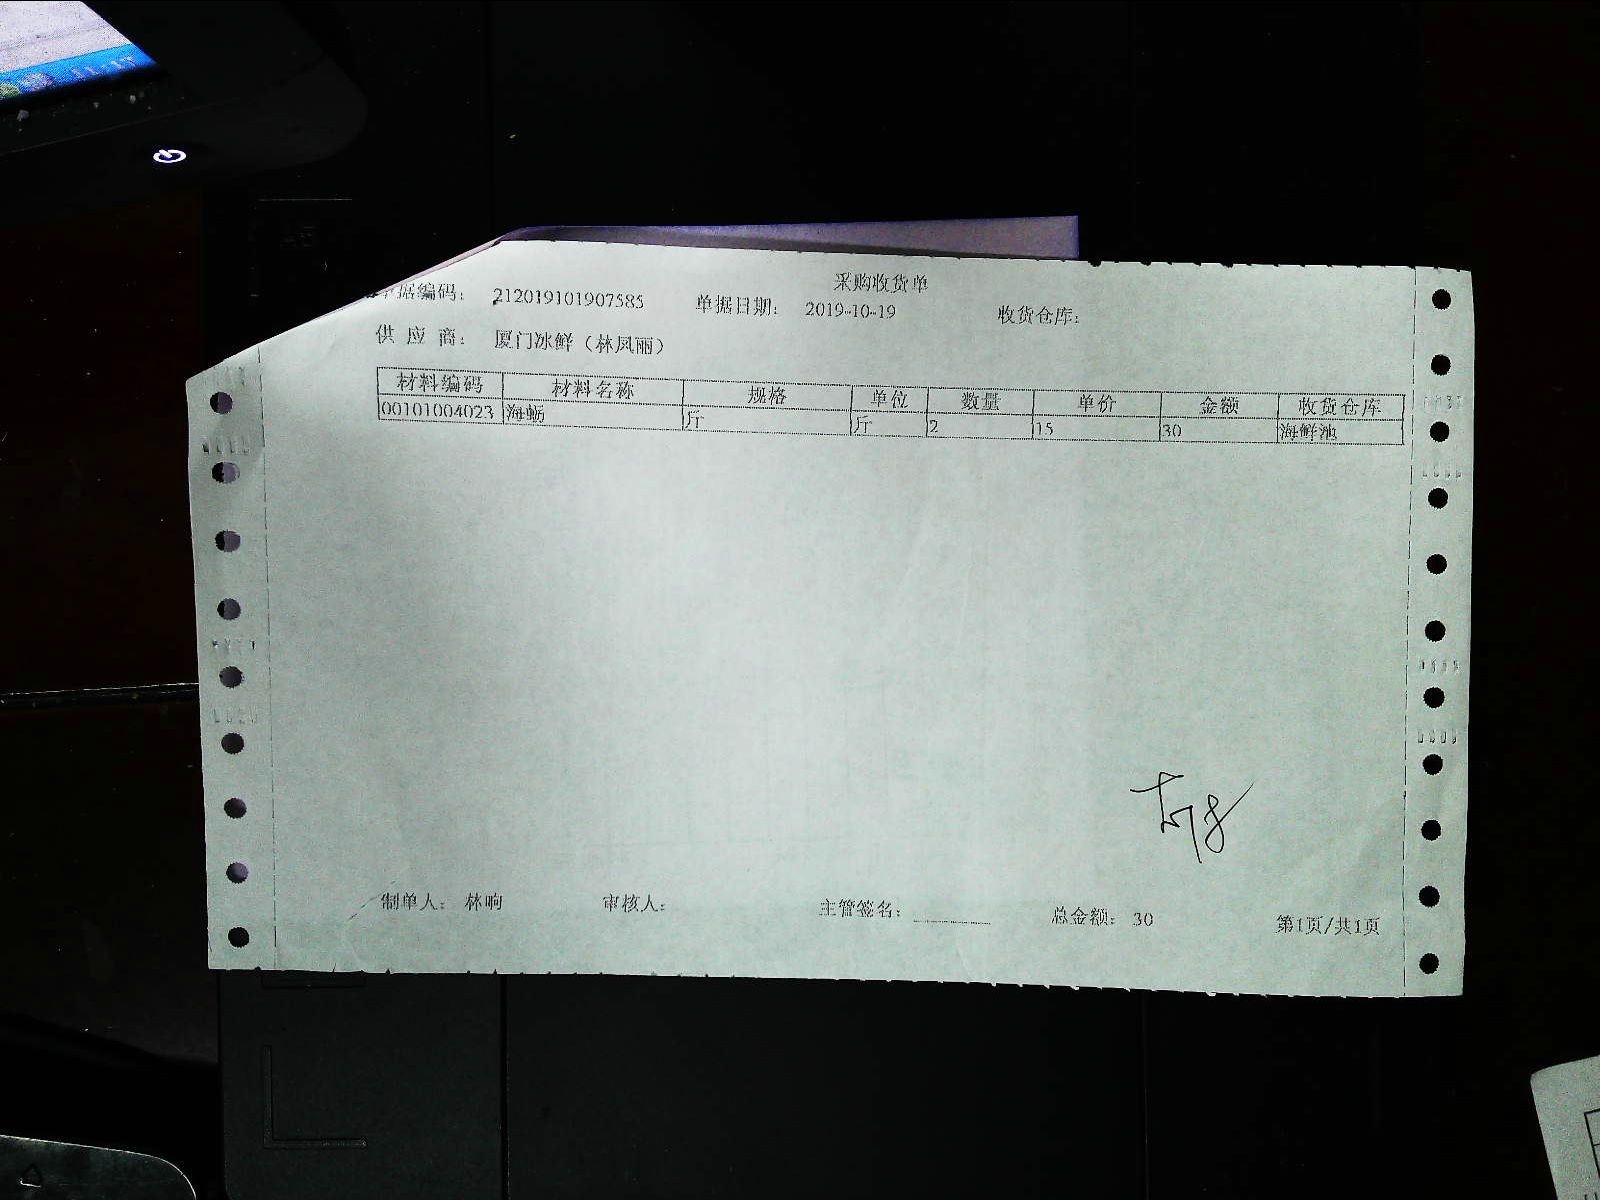 采购收货单
单据编码： 212019101907585 单据日期： 2019-10-19 收货仓库：
供 应 商： 厦门冰鲜（林凤丽）
材料编码 材料名称 规格 单位 数量 单价 金额 收货仓库
00101004023 海蛎 斤 斤 2 15 30 海鲜池
制单人： 林响 审核人： 主管签名： 总金额： 30 第1页/共1页
11:17